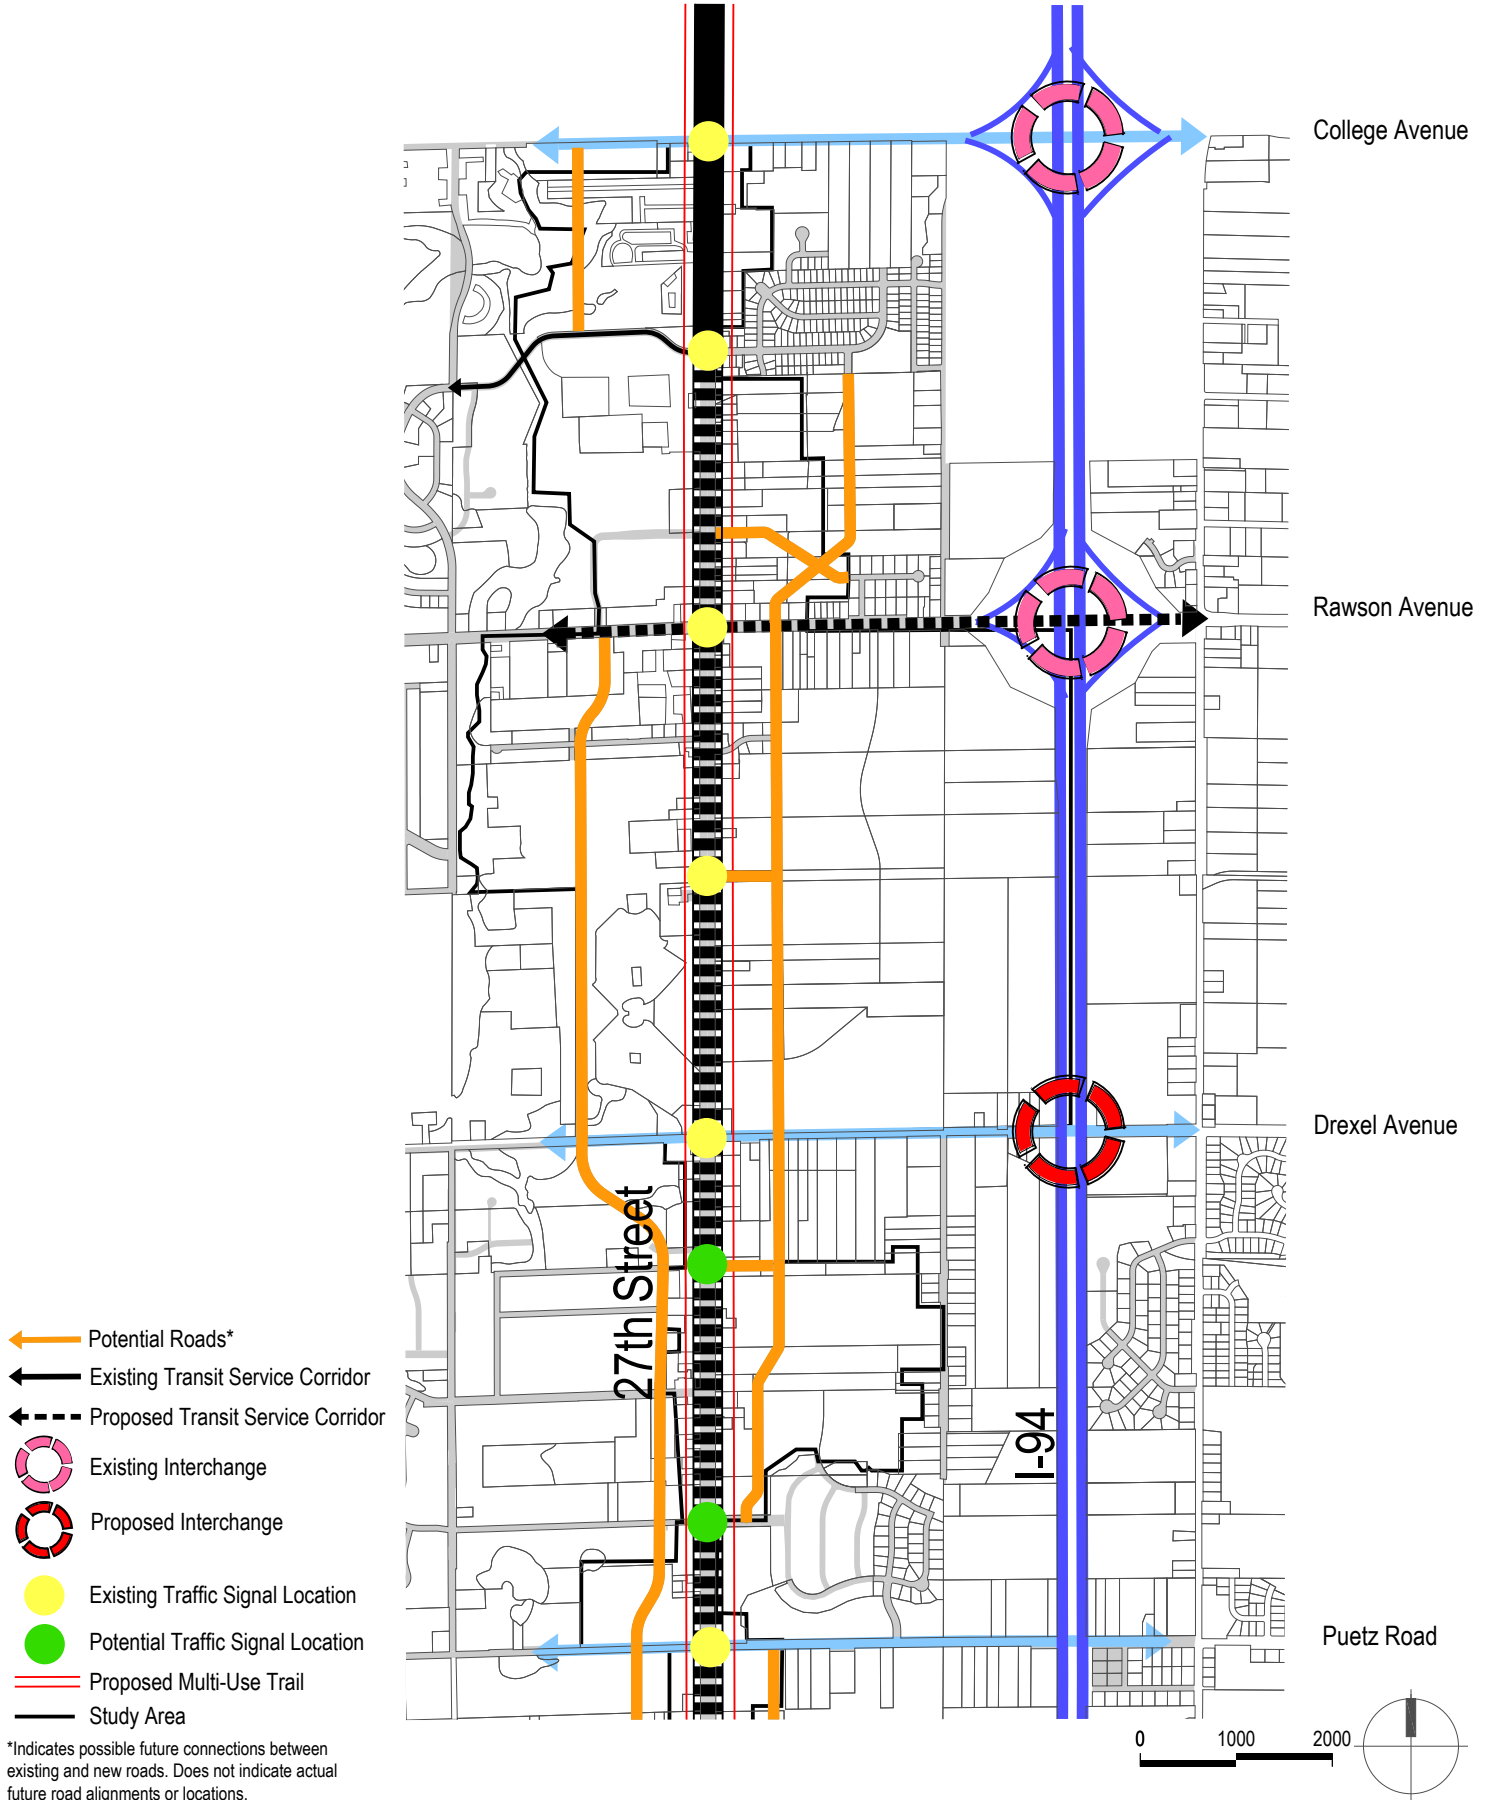 College Avenue
Rawson Avenue
Drexel Avenue
27th Street
Potential Roads*
Existing Transit Service Corridor
Proposed Transit Service Corridor
I-94
Existing Interchange
Proposed Interchange
Existing Traffic Signal Location
Potential Traffic Signal Location
Puetz Road
Proposed Multi-Use Trail
Study Area
0 1000 2000
*Indicates possible future connections between
existing and new roads. Does not indicate actual
future road alignments or locations.